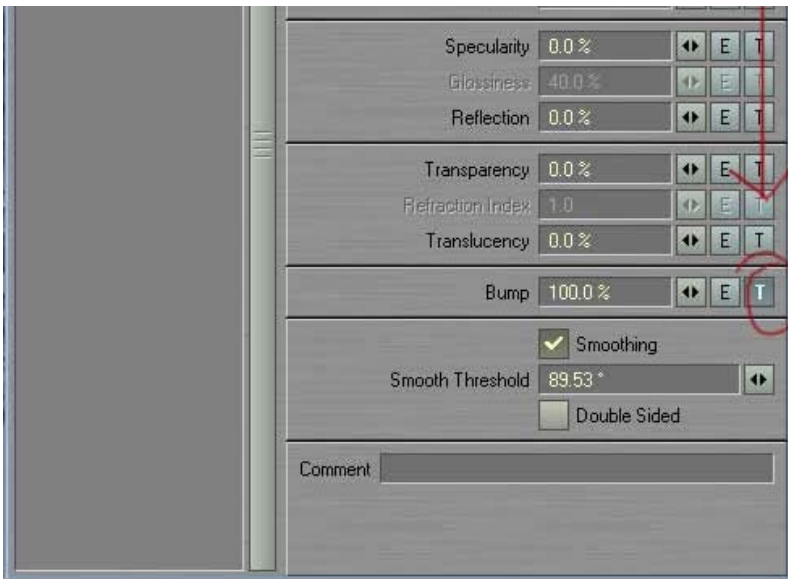 Specularity 0.0 % E T
Glossiness 40.0 % E T
Reflection 0.0 % E T
Transparency 0.0 % E T
Refraction Index 1.0 E T
Translucency 0.0 % E T
Bump 100.0 % E T
Smoothing
Smooth Threshold 89.53 °
Double Sided
Comment